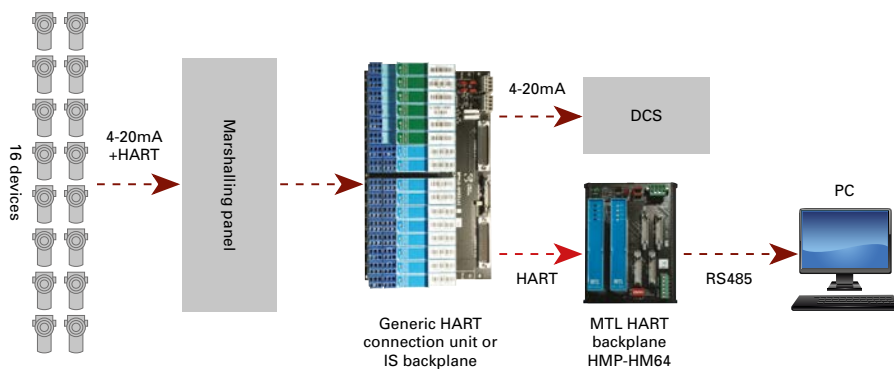 16 devices
4-20mA
+HART
Marshalling panel
4-20mA
DCS
HART
RS485
PC
Generic HART
connection unit or
IS backplane
MTL HART
backplane
HMP-HM64